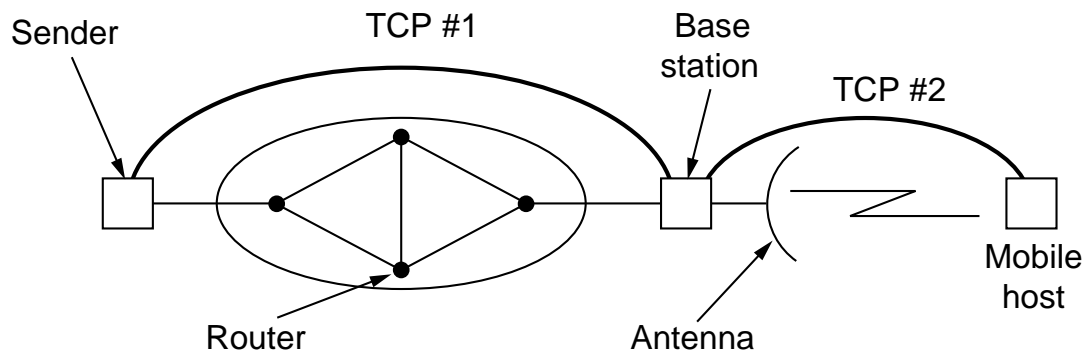 Sender
TCP #1
Base
station
TCP #2
Router
Antenna
Mobile
host